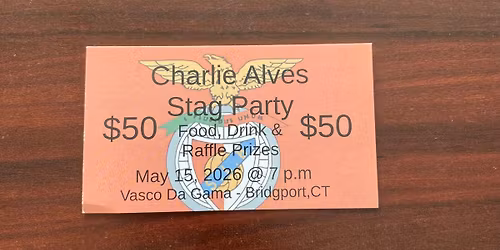 Charlie Alves
Stag Party
$50 Food, Drink & $50
Raffle Prizes
May 15, 2026 @ 7 p.m
Vasco Da Gama - Bridgport,CT